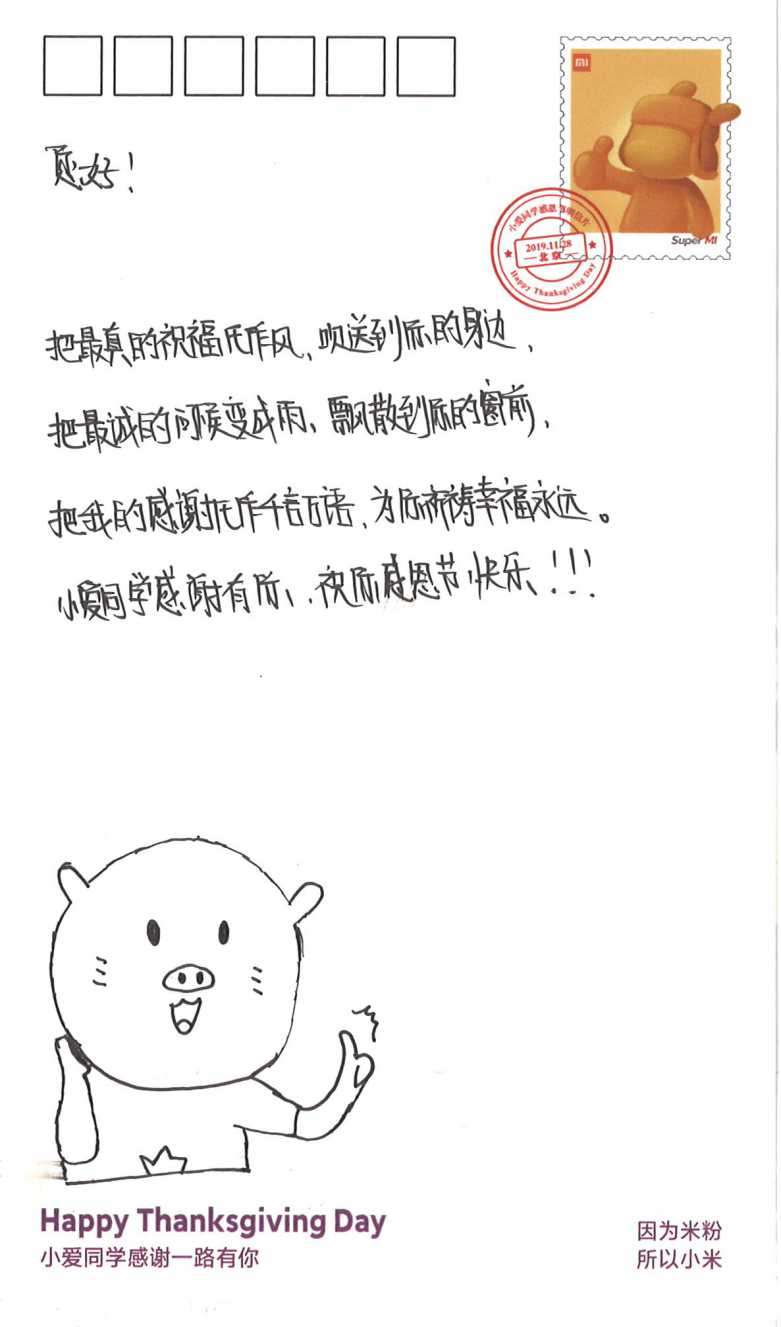 您好！
MI
Super MI
小爱同学感恩节明信片
2019.11.28
北京
Happy Thanksgiving Day
把最真的祝福托作风、吹送到你的身边、
把最诚的问候变成雨、飘散到你的窗前、
把我的感谢托作千言万语、为你祈祷幸福永远。
小爱同学感谢有你、祝你感恩节快乐!!!
Happy Thanksgiving Day
小爱同学感谢一路有你
因为米粉
所以小米